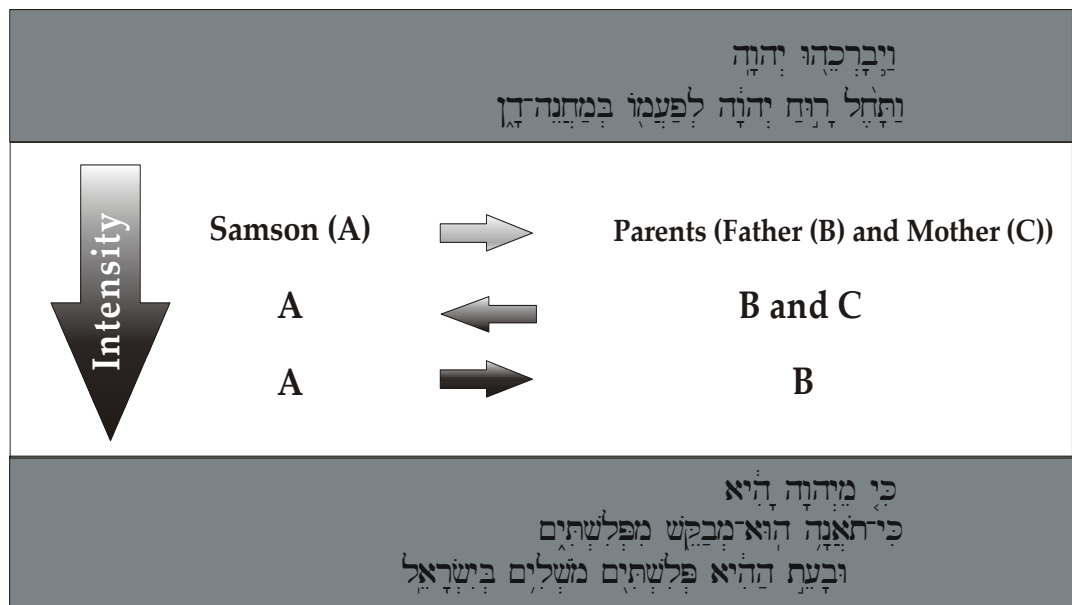 וַיְבָרְכֵ֖הוּ יְהוָֽה
וַתָּ֙חֶל֙ ר֣וּחַ יְהוָ֔ה לְפַעֲמ֖וֹ בְּמַחֲנֵה־דָ֑ן
Intensity
Samson (A) Parents (Father (B) and Mother (C))
A B and C
A B
כִּ֤י מֵיְהוָה֙ הִ֔יא
כִּי־תֹאֲנָ֥ה הֽוּא־מְבַקֵּ֖שׁ מִפְּלִשְׁתִּ֑ים
וּבָעֵ֣ת הַהִ֔יא פְּלִשְׁתִּ֖ים מֹשְׁלִ֥ים בְּיִשְׂרָאֵֽל